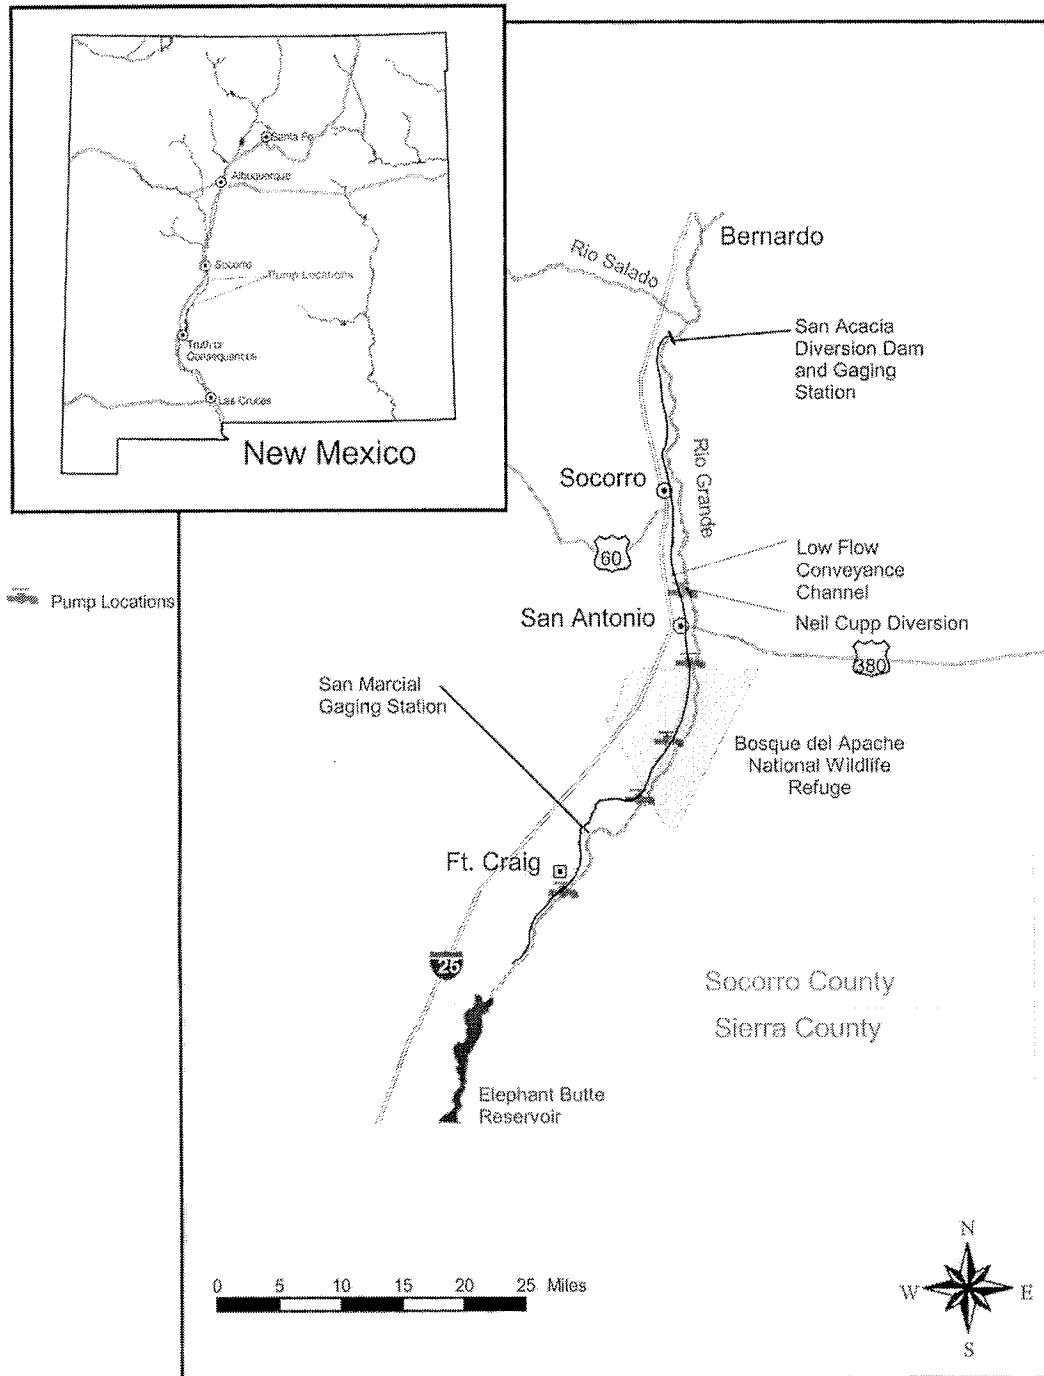 Santa Fe
Albuquerque
Socorro
Pump Locations
Truth or
Consequences
Las Cruces
New Mexico
Bernardo
Rio Salado
San Acacia
Diversion Dam
and Gaging
Station
Socorro
Rio Grande
60
Low Flow
Conveyance
Channel
Pump Locations
San Antonio
Neil Cupp Diversion
380
San Marcial
Gaging Station
Bosque del Apache
National Wildlife
Refuge
Ft. Craig
25
Socorro County
Sierra County
Elephant Butte
Reservoir
0 5 10 15 20 25 Miles
N
W E
S